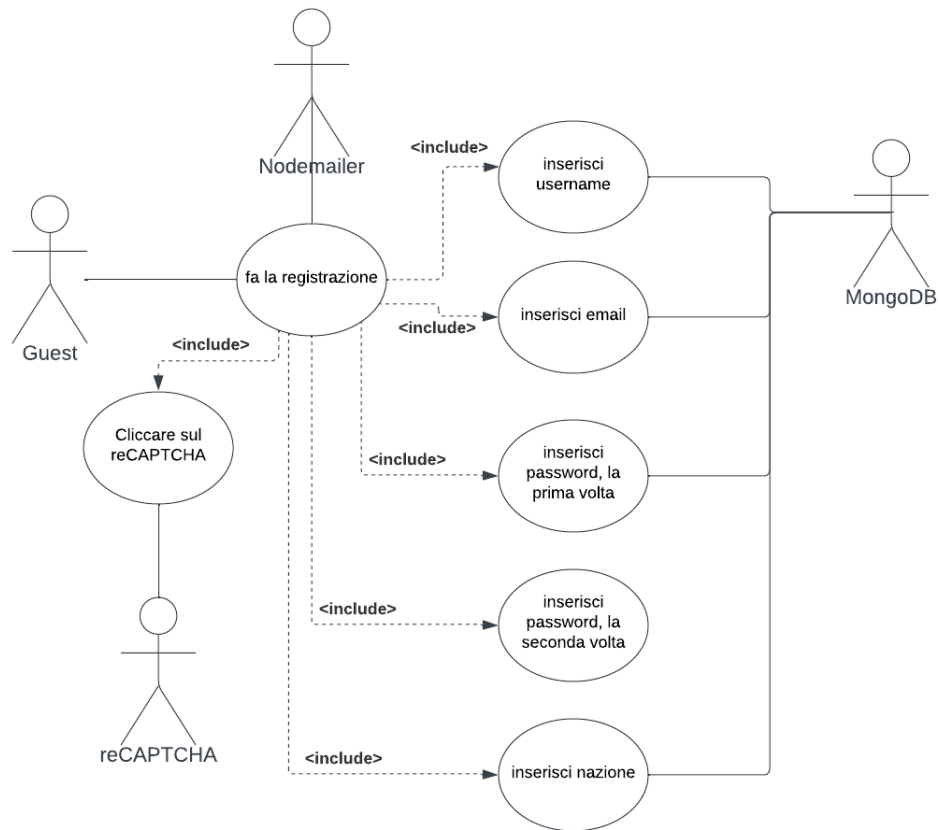 Nodemailer
<include>
inserisci
username
Guest
fa la registrazione
MongoDB
inserisci email
<include>
<include>
Cliccare sul
reCAPTCHA
<include>
inserisci
password, la
prima volta
<include>
inserisci
password, la
seconda volta
reCAPTCHA
<include>
inserisci nazione